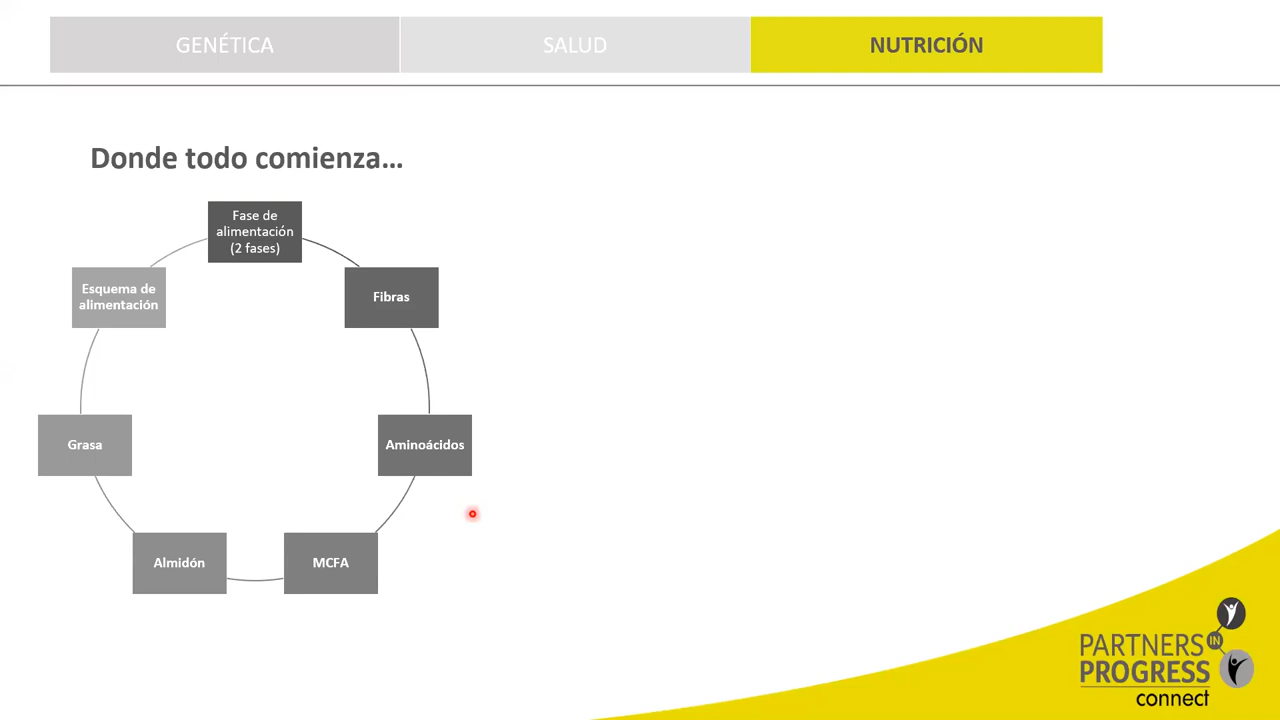 GENÉTICA
SALUD
NUTRICIÓN
Donde todo comienza...
Fase de
alimentación
(2 fases)
Fibras
Aminoácidos
MCFA
Almidón
Grasa
Esquema de
alimentación
PARTNERS IN
PROGRESS
connect